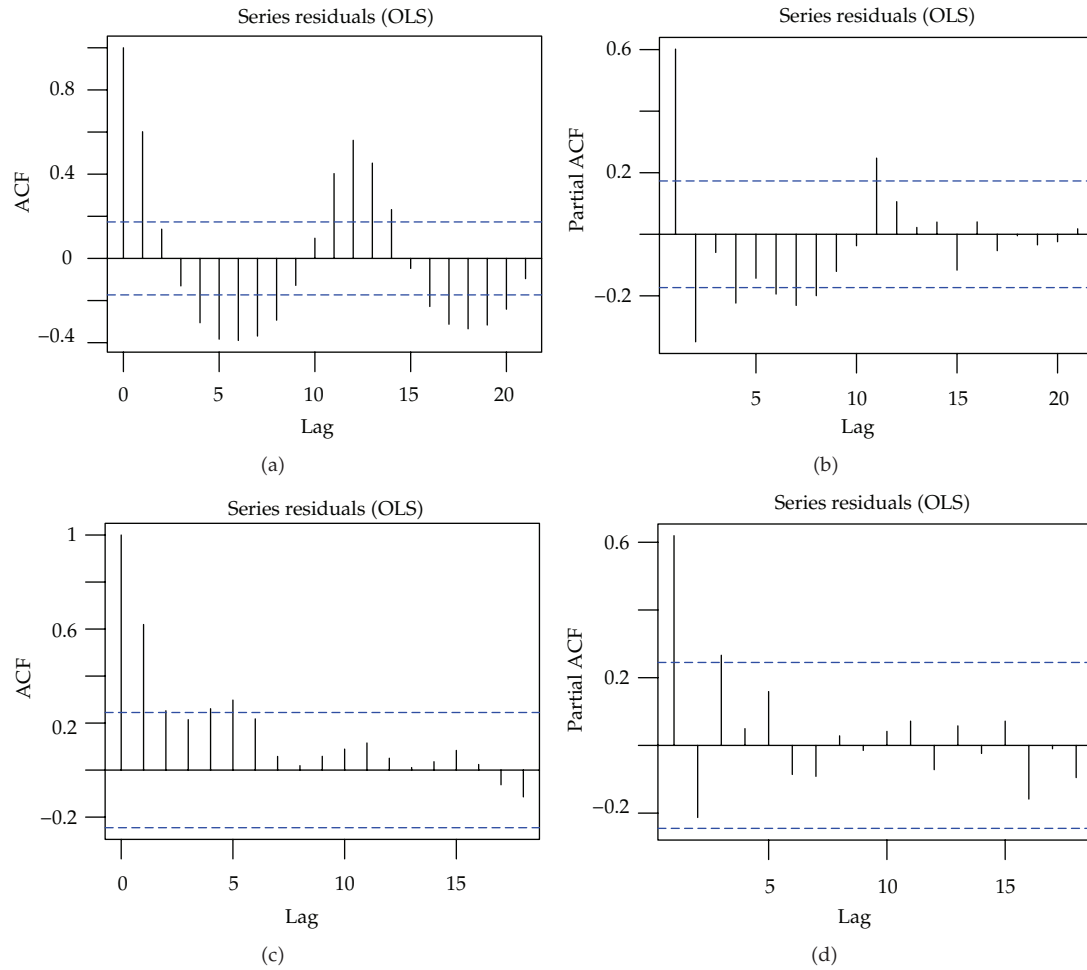 Series residuals (OLS)
ACF
0.8
0.4
0
−0.4
0
5
10
15
20
Lag
(a)
Series residuals (OLS)
Partial ACF
0.6
0.2
−0.2
5
10
15
20
Lag
(b)
Series residuals (OLS)
ACF
1
0.6
0.2
−0.2
0
5
10
15
Lag
(c)
Series residuals (OLS)
Partial ACF
0.6
0.2
−0.2
5
10
15
Lag
(d)